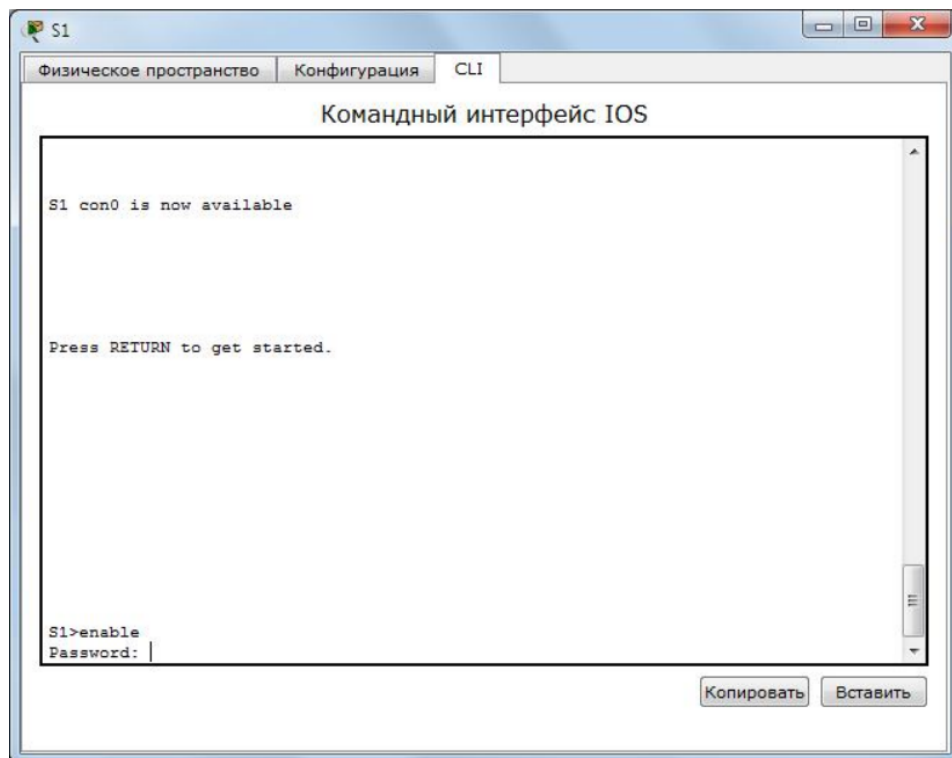 S1
Физическое пространство Конфигурация CLI
Командный интерфейс IOS
S1 con0 is now available
Press RETURN to get started.
S1>enable
Password:
Копировать Вставить